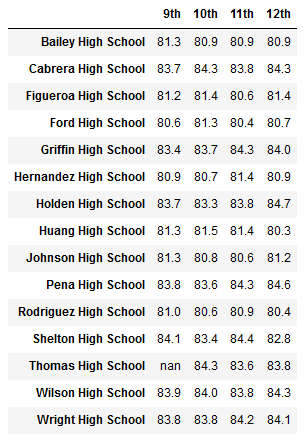 9th 10th 11th 12th
Bailey High School 81.3 80.9 80.9 80.9
Cabrera High School 83.7 84.3 83.8 84.3
Figueroa High School 81.2 81.4 80.6 81.4
Ford High School 80.6 81.3 80.4 80.7
Griffin High School 83.4 83.7 84.3 84.0
Hernandez High School 80.9 80.7 81.4 80.9
Holden High School 83.7 83.3 83.8 84.7
Huang High School 81.3 81.5 81.4 80.3
Johnson High School 81.3 80.8 80.6 81.2
Pena High School 83.8 83.6 84.3 84.6
Rodriguez High School 81.0 80.6 80.9 80.4
Shelton High School 84.1 83.4 84.4 82.8
Thomas High School nan 84.3 83.6 83.8
Wilson High School 83.9 84.0 83.8 84.3
Wright High School 83.8 83.8 84.2 84.1